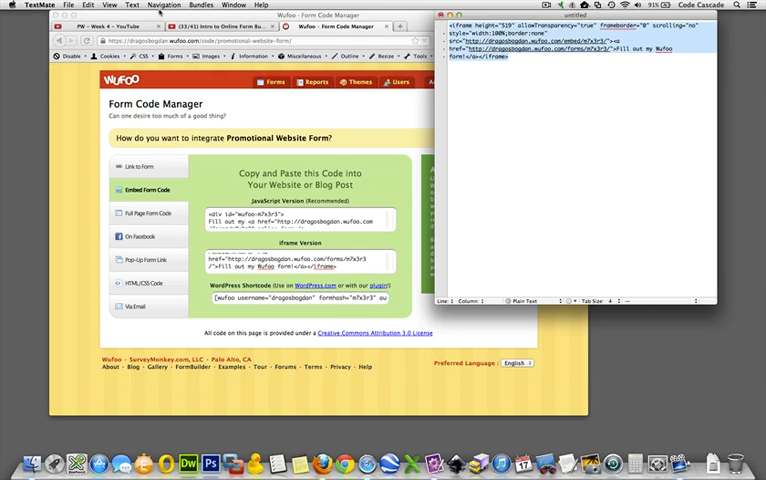 TextMate File Edit View Text Navigation Bundles Window Help
91% Code Cascade
Wufoo · Form Code Manager
untitled
PW - Week 4 - YouTube
(33/41) Intro to Online Form Bu...
Wufoo · Form Code Manager
https://dragosbogdan.wufoo.com/code/promotional-website-form/
Disable Cookies CSS Forms Images Information Miscellaneous Outline
WUFOO
Forms Reports Themes Users
Form Code Manager
Can one desire too much of a good thing?
How do you want to integrate Promotional Website Form?
Link to Form
Embed Form Code
Full Page Form Code
On Facebook
Pop-Up Form Link
HTML/CSS Code
Via Email
Copy and Paste this Code into
Your Website or Blog Post
JavaScript Version (Recommended)
<div id="wufoo-m7x3r3">
Fill out my <a href="http://dragosbogdan.wufoo.com
iframe Version
href="http://dragosbogdan.wufoo.com/forms/m7x3r3
/">Fill out my Wufoo form!</a></iframe>
WordPress Shortcode (Use on WordPress.com or with our plugin!)
[wufoo username="dragosbogdan" formhash="m7x3r3" au
All code on this page is provided under a Creative Commons Attribution 3.0 License
Wufoo · SurveyMonkey.com, LLC · Palo Alto, CA
About · Blog · Gallery · FormBuilder · Examples · Tour · Forums · Terms · Privacy · Help
Preferred Language : English
<iframe height="519" allowTransparency="true" frameborder="0" scrolling="no"
style="width:100%;border:none"
src="http://dragosbogdan.wufoo.com/embed/m7x3r3/"><a
href="http://dragosbogdan.wufoo.com/forms/m7x3r3/">Fill out my Wufoo
form!</a></iframe>
Line: 1 Column: 1 Plain Text Tab Size: 4 —
Dw Ps
17